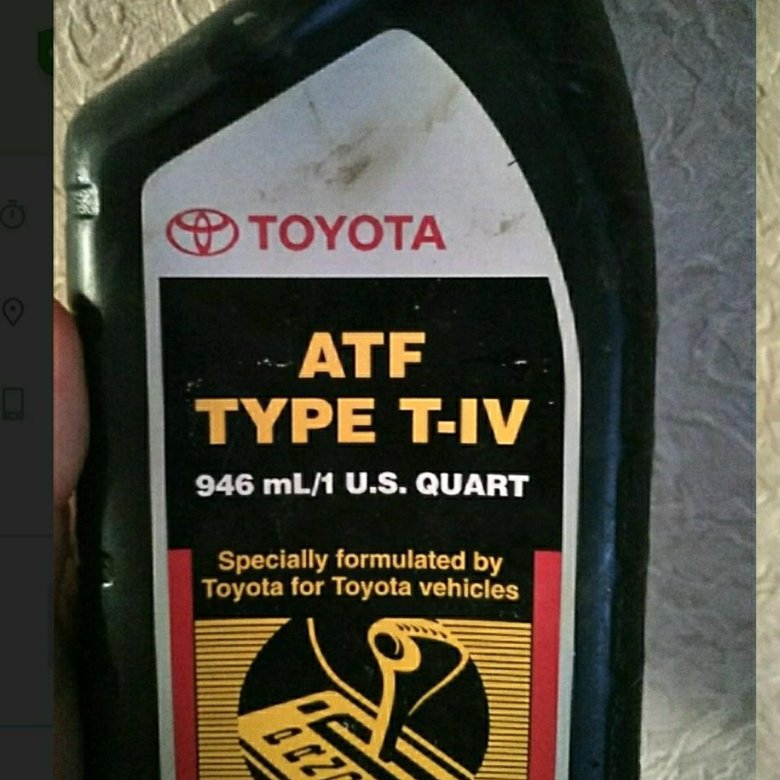 TOYOTA
ATF
TYPE T-IV
946 mL/1 U.S. QUART
Specially formulated by
Toyota for Toyota vehicles